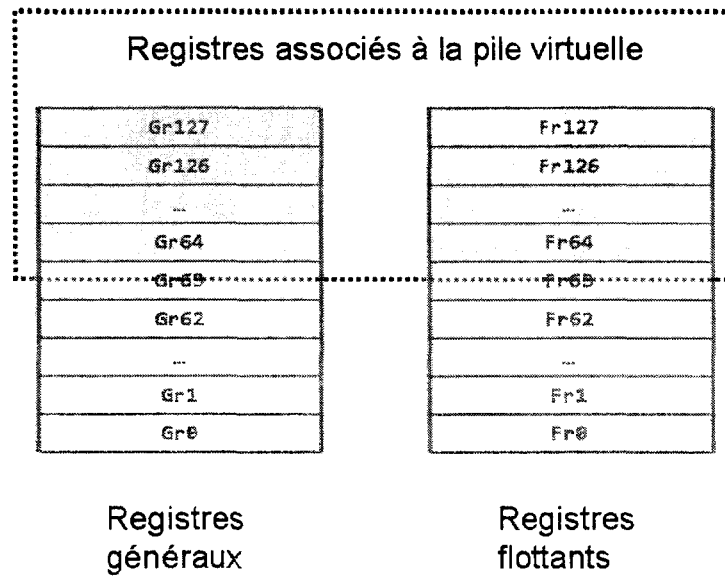 Registres associés à la pile virtuelle
Gr127
Fr127
Gr126
Fr126
…
…
Gr64
Fr64
Gr63
Fr63
Gr62
Fr62
…
…
Gr1
Fr1
Gr0
Fr0
Registres
généraux
Registres
flottants